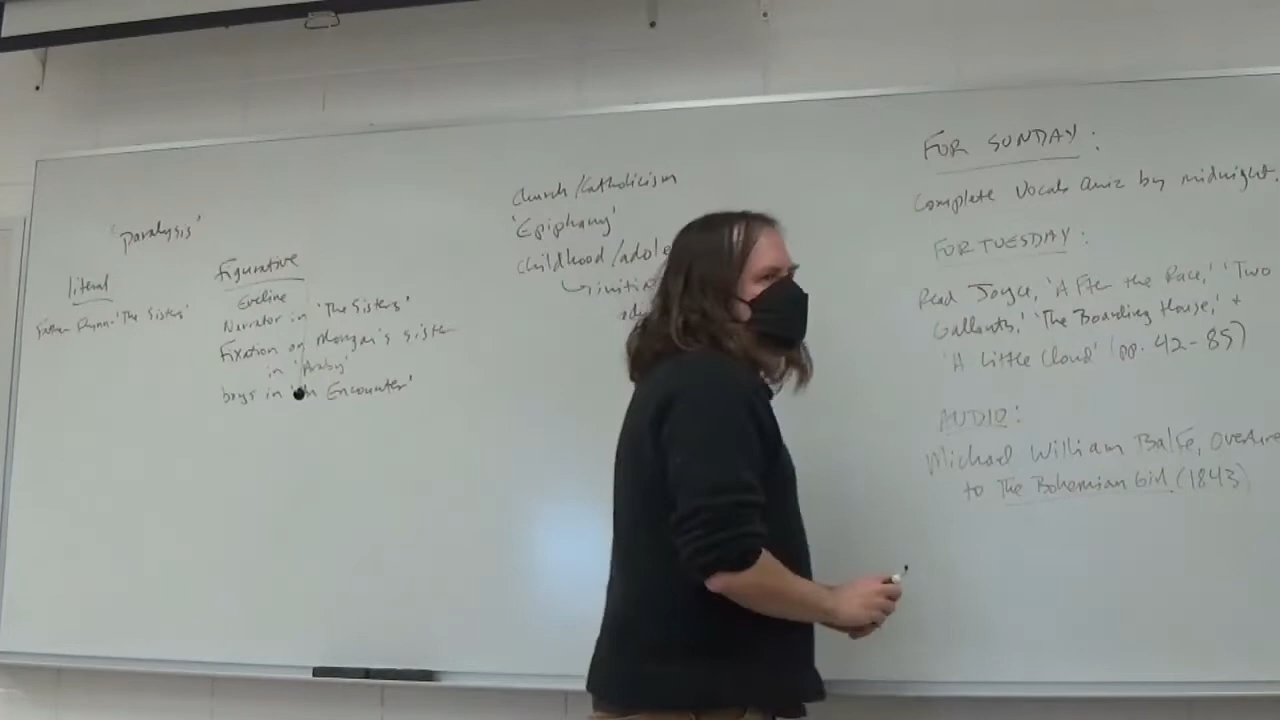 'Paralysis'
literal
Father Flynn-'The Sisters'
Figurative
Eveline
Narrator in 'The Sisters'
Fixation on Mangan's sister
in 'Araby'
boys in 'An Encounter'
Church/Catholicism
'Epiphany'
childhood/adole
initia
FOR SUNDAY:
Complete Vocab Quiz by midnight.
FOR TUESDAY:
Read Joyce, 'After the Race,' 'Two
Gallants,' 'The Boarding House,' +
'A Little Cloud' (pp. 42-85)
AUDIO:
Michael William Balfe, Overture
to The Bohemian Girl (1843)